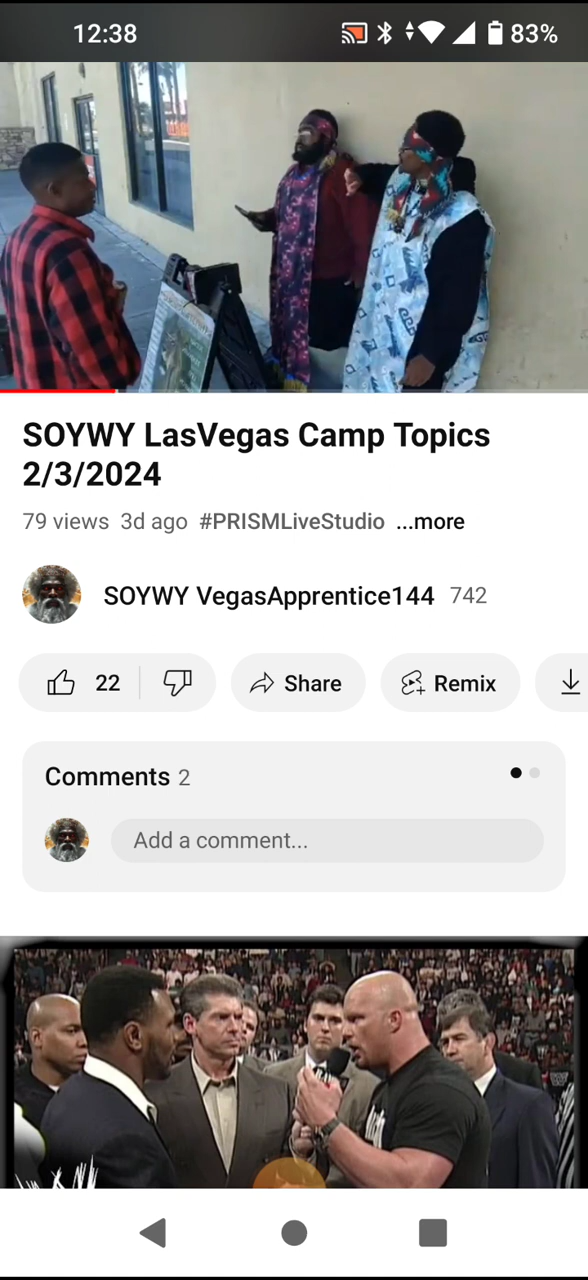 12:38
83%
SOYWY LasVegas Camp Topics
2/3/2024
79 views 3d ago #PRISMLiveStudio ...more
SOYWY VegasApprentice144 742
22
Share
Remix
Comments 2
Add a comment...